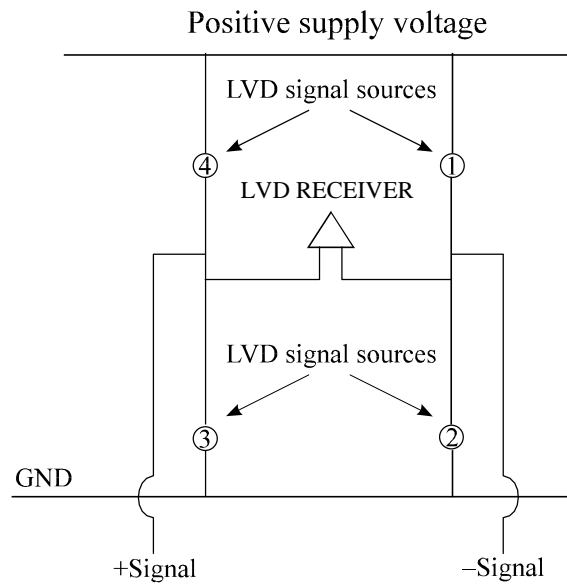 Positive supply voltage
LVD signal sources
4
1
LVD RECEIVER
LVD signal sources
3
2
GND
+Signal
–Signal